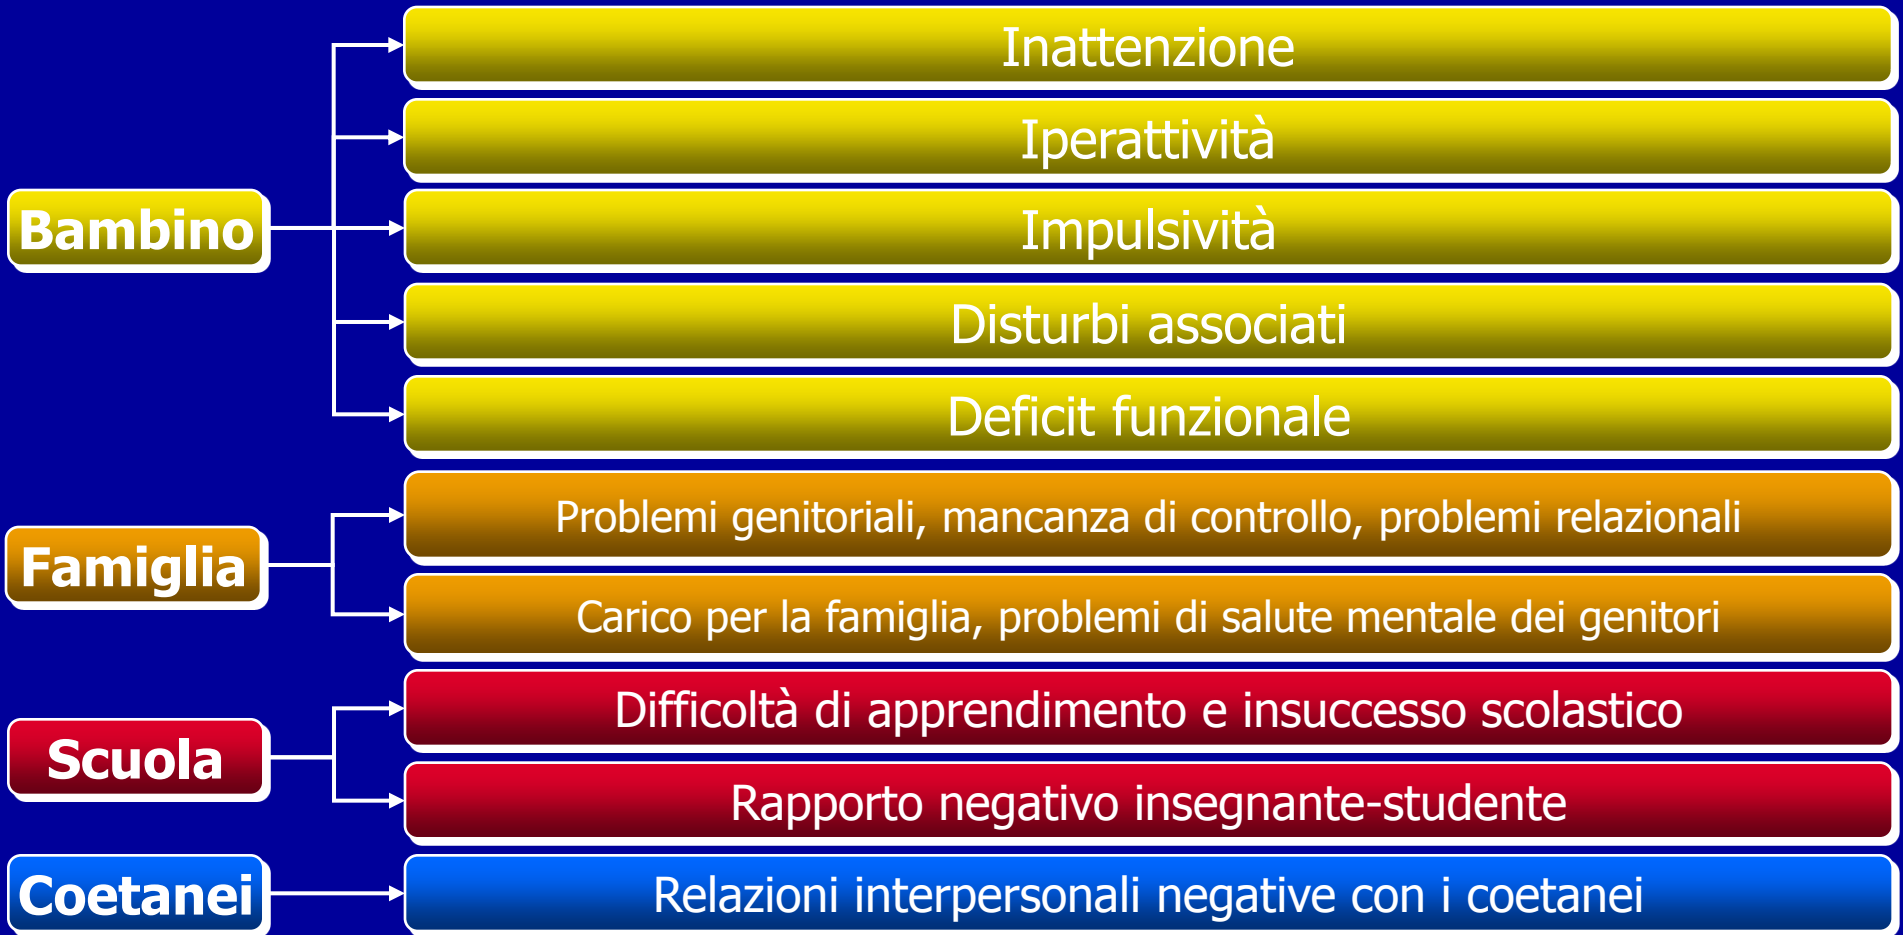 Bambino
Inattenzione
Iperattività
Impulsività
Disturbi associati
Deficit funzionale
Famiglia
Problemi genitoriali, mancanza di controllo, problemi relazionali
Carico per la famiglia, problemi di salute mentale dei genitori
Scuola
Difficoltà di apprendimento e insuccesso scolastico
Rapporto negativo insegnante-studente
Coetanei
Relazioni interpersonali negative con i coetanei